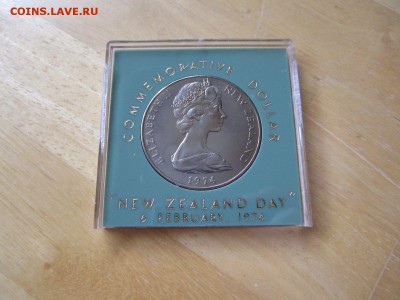 COINS.LAVE.RU
COMMEMORATIVE DOLLAR
ELIZABETH II NEW ZEALAND
1974
"NEW ZEALAND DAY"
6 FEBRUARY, 1974